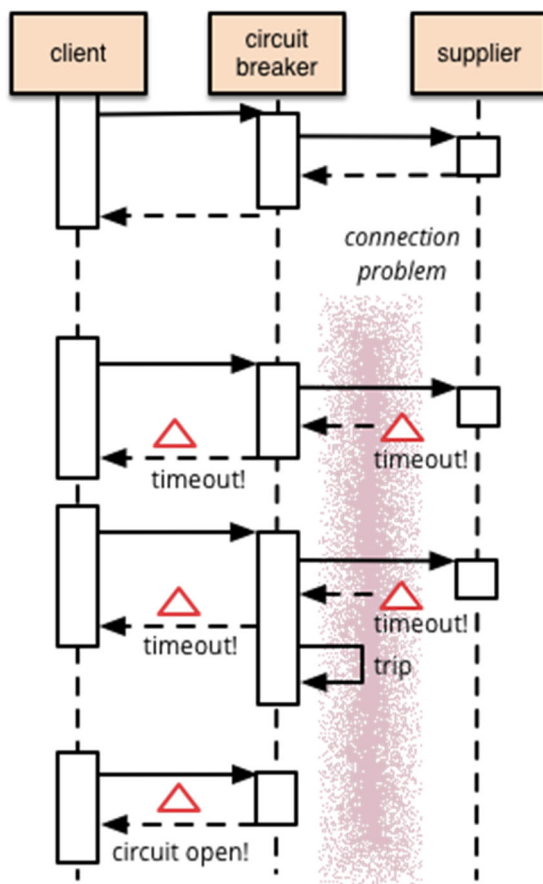 client
circuit
breaker
supplier
connection
problem
timeout!
timeout!
timeout!
timeout!
trip
circuit open!